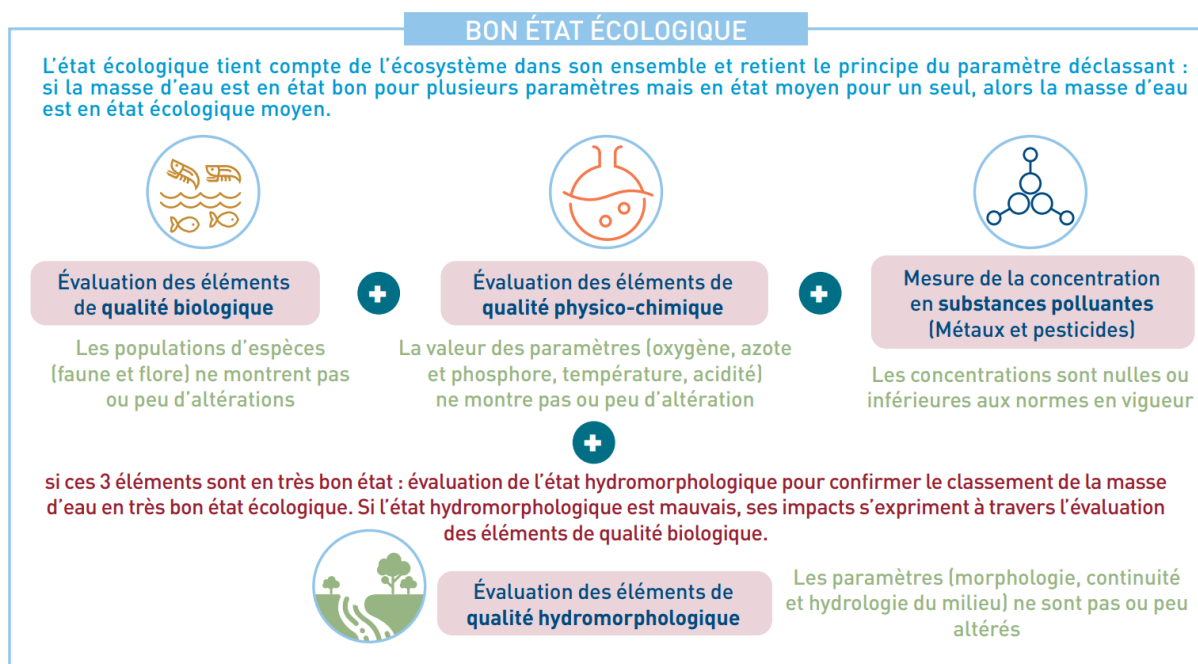 BON ÉTAT ÉCOLOGIQUE
L'état écologique tient compte de l'écosystème dans son ensemble et retient le principe du paramètre déclassant :
si la masse d'eau est en état bon pour plusieurs paramètres mais en état moyen pour un seul, alors la masse d'eau
est en état écologique moyen.
Évaluation des éléments
de qualité biologique
Les populations d'espèces
(faune et flore) ne montrent pas
ou peu d'altérations
Évaluation des éléments de
qualité physico-chimique
La valeur des paramètres (oxygène, azote
et phosphore, température, acidité)
ne montre pas ou peu d'altération
Mesure de la concentration
en substances polluantes
(Métaux et pesticides)
Les concentrations sont nulles ou
inférieures aux normes en vigueur
si ces 3 éléments sont en très bon état : évaluation de l'état hydromorphologique pour confirmer le classement de la masse
d'eau en très bon état écologique. Si l'état hydromorphologique est mauvais, ses impacts s'expriment à travers l'évaluation
des éléments de qualité biologique.
Évaluation des éléments de
qualité hydromorphologique
Les paramètres (morphologie, continuité
et hydrologie du milieu) ne sont pas ou peu
altérés